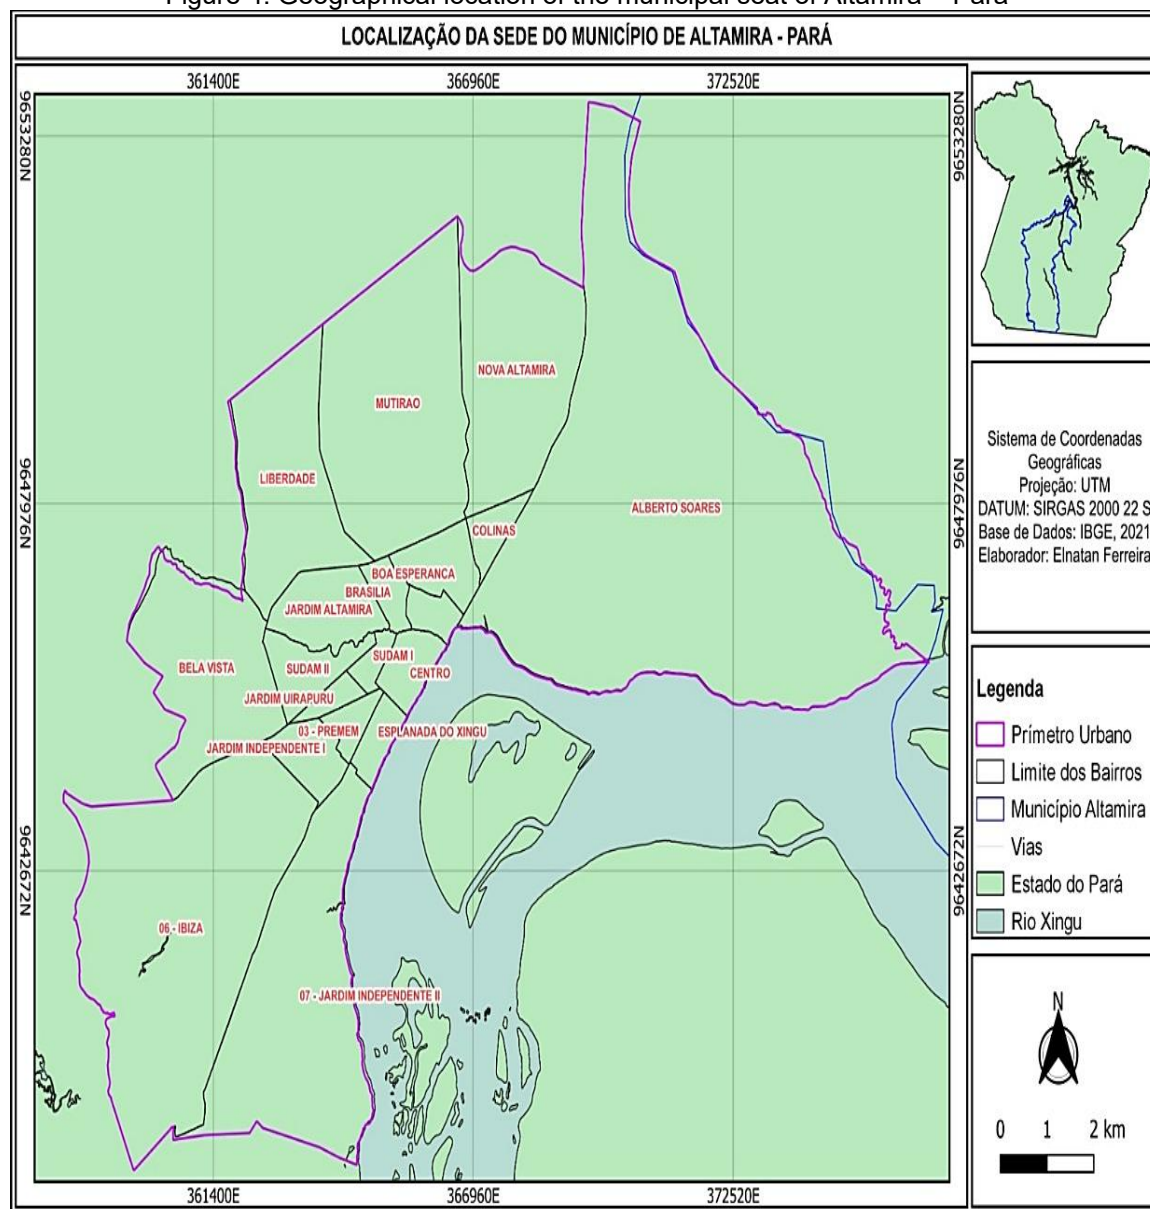 Figure 1: Geographical location of the municipal seat of Altamira – Pará
LOCALIZAÇÃO DA SEDE DO MUNICÍPIO DE ALTAMIRA - PARÁ
361400E
366960E
372520E
9653280N
9653280N
NOVA ALTAMIRA
MUTIRAO
LIBERDADE
9647976N
9647976N
ALBERTO SOARES
COLINAS
BOA ESPERANCA
BRASILIA
JARDIM ALTAMIRA
SUDAM I
BELA VISTA
SUDAM II
CENTRO
JARDIM UIRAPURU
03 - PREMEM
ESPLANADA DO XINGU
JARDIM INDEPENDENTE I
9642672N
9642672N
06 - IBIZA
07 - JARDIM INDEPENDENTE II
361400E
366960E
372520E
Sistema de Coordenadas
Geográficas
Projeção: UTM
DATUM: SIRGAS 2000 22 S
Base de Dados: IBGE, 2021
Elaborador: Elnatan Ferreira
Legenda
Prímetro Urbano
Limite dos Bairros
Município Altamira
Vias
Estado do Pará
Rio Xingu
N
0 1 2 km